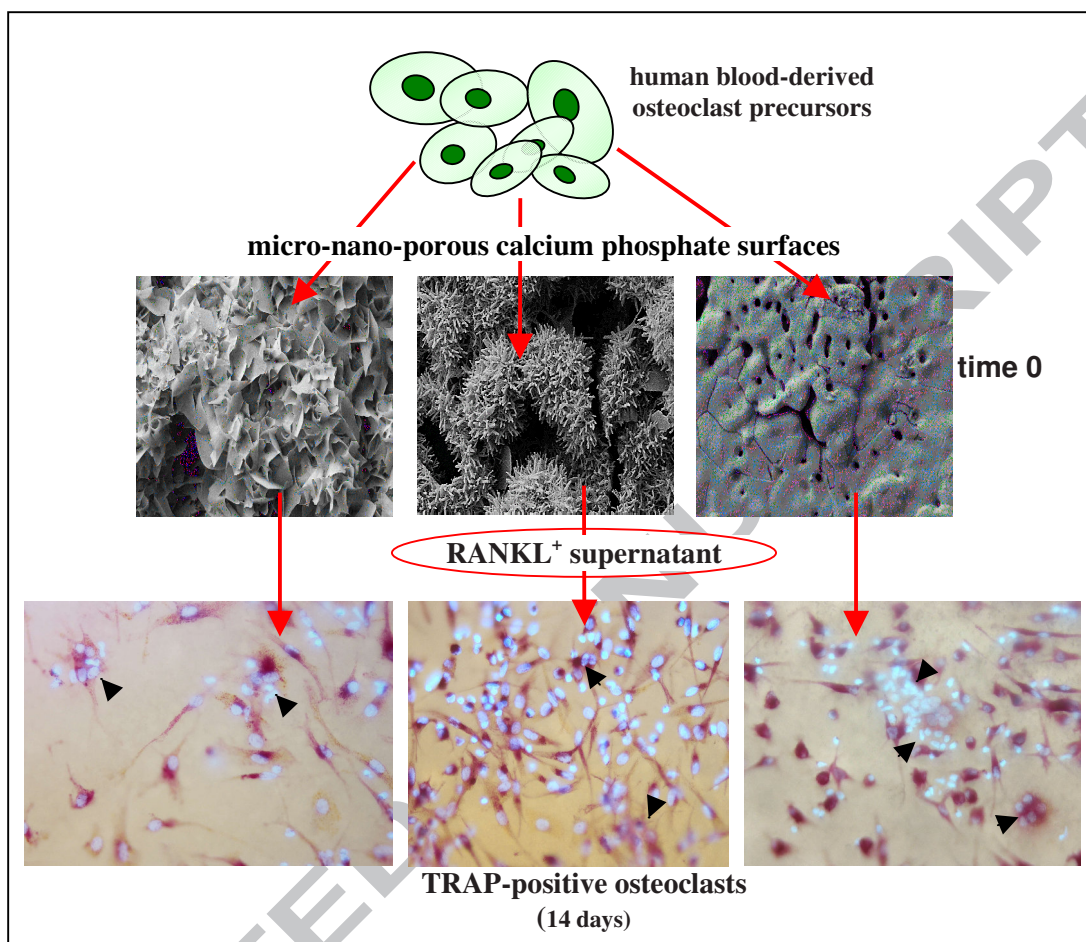 human blood-derived
osteoclast precursors
micro-nano-porous calcium phosphate surfaces
time 0
RANKL⁺ supernatant
TRAP-positive osteoclasts
(14 days)